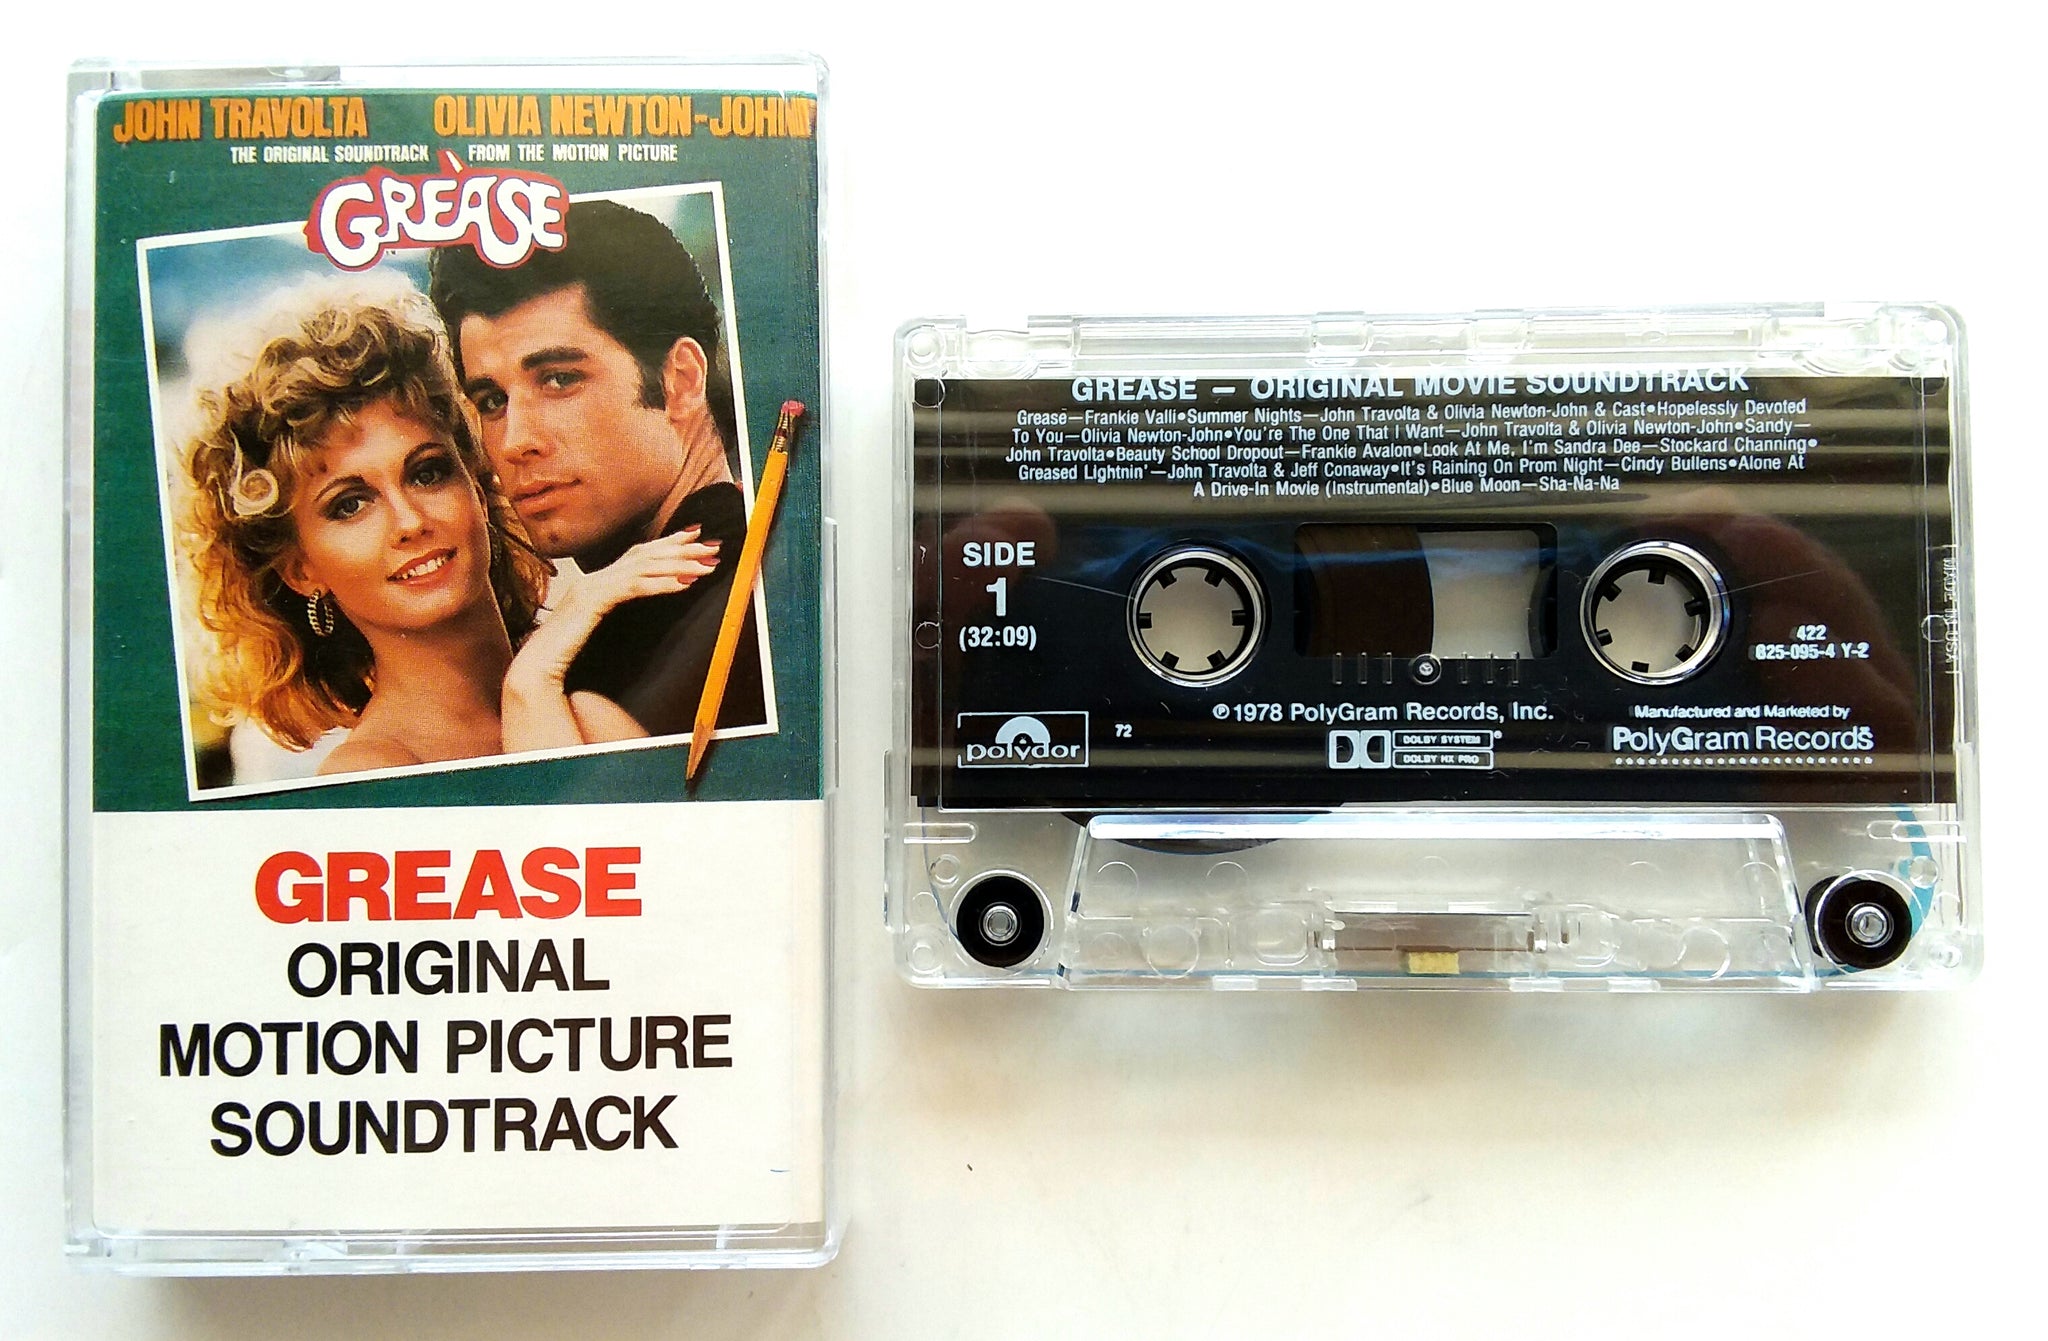 JOHN TRAVOLTA OLIVIA NEWTON-JOHN
THE ORIGINAL SOUNDTRACK FROM THE MOTION PICTURE
GREASE
GREASE
ORIGINAL
MOTION PICTURE
SOUNDTRACK
GREASE – ORIGINAL MOVIE SOUNDTRACK
Grease—Frankie Valli•Summer Nights—John Travolta & Olivia Newton-John & Cast•Hopelessly Devoted
To You—Olivia Newton-John•You're The One That I Want—John Travolta & Olivia Newton-John•Sandy—
John Travolta•Beauty School Dropout—Frankie Avalon•Look At Me, I'm Sandra Dee—Stockard Channing•
Greased Lightnin'—John Travolta & Jeff Conaway•It's Raining On Prom Night—Cindy Bullens•Alone At
A Drive-In Movie (Instrumental)•Blue Moon—Sha-Na-Na
SIDE
1
(32:09)
422
825-095-4 Y-2
℗ 1978 PolyGram Records, Inc.
polydor
72
DOLBY SYSTEM®
DOLBY HX PRO
Manufactured and Marketed by
PolyGram Records
MADE IN USA